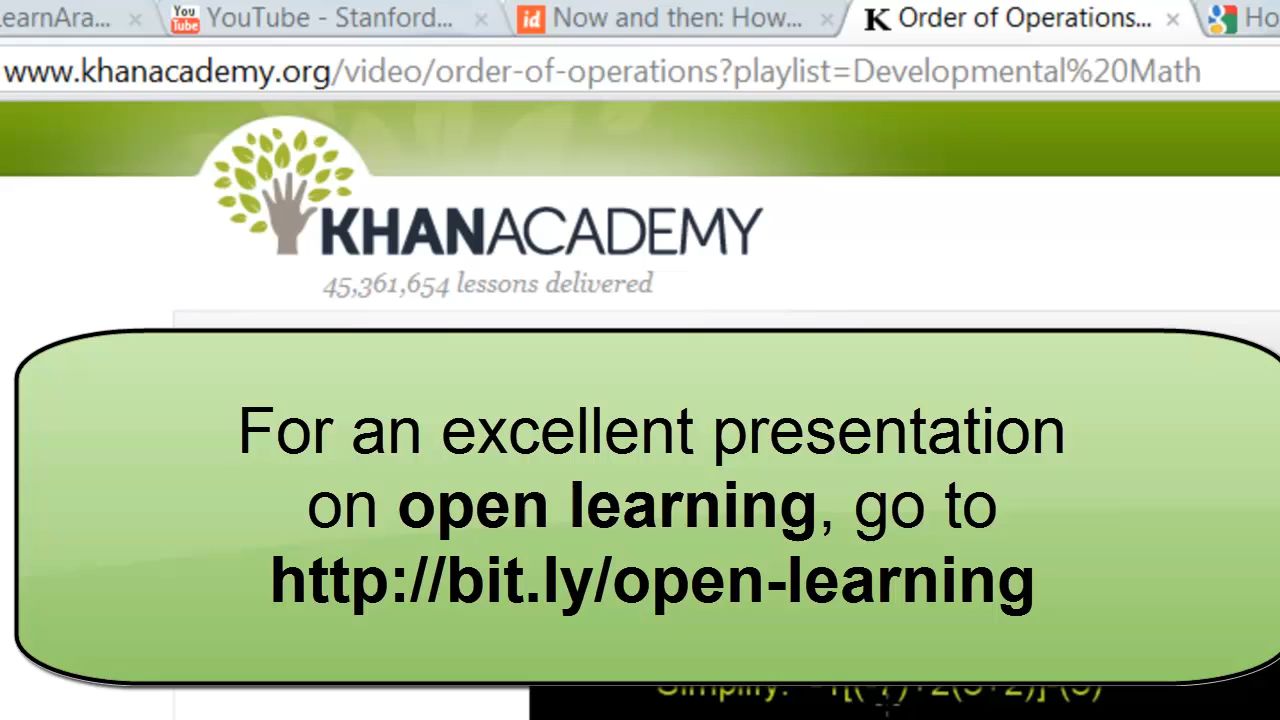 earnAra...
YouTube - Stanford...
id Now and then: How...
K Order of Operations...
Ho
www.khanacademy.org/video/order-of-operations?playlist=Developmental%20Math
KHANACADEMY
45,361,654 lessons delivered
For an excellent presentation
on open learning, go to
http://bit.ly/open-learning
Simplify: